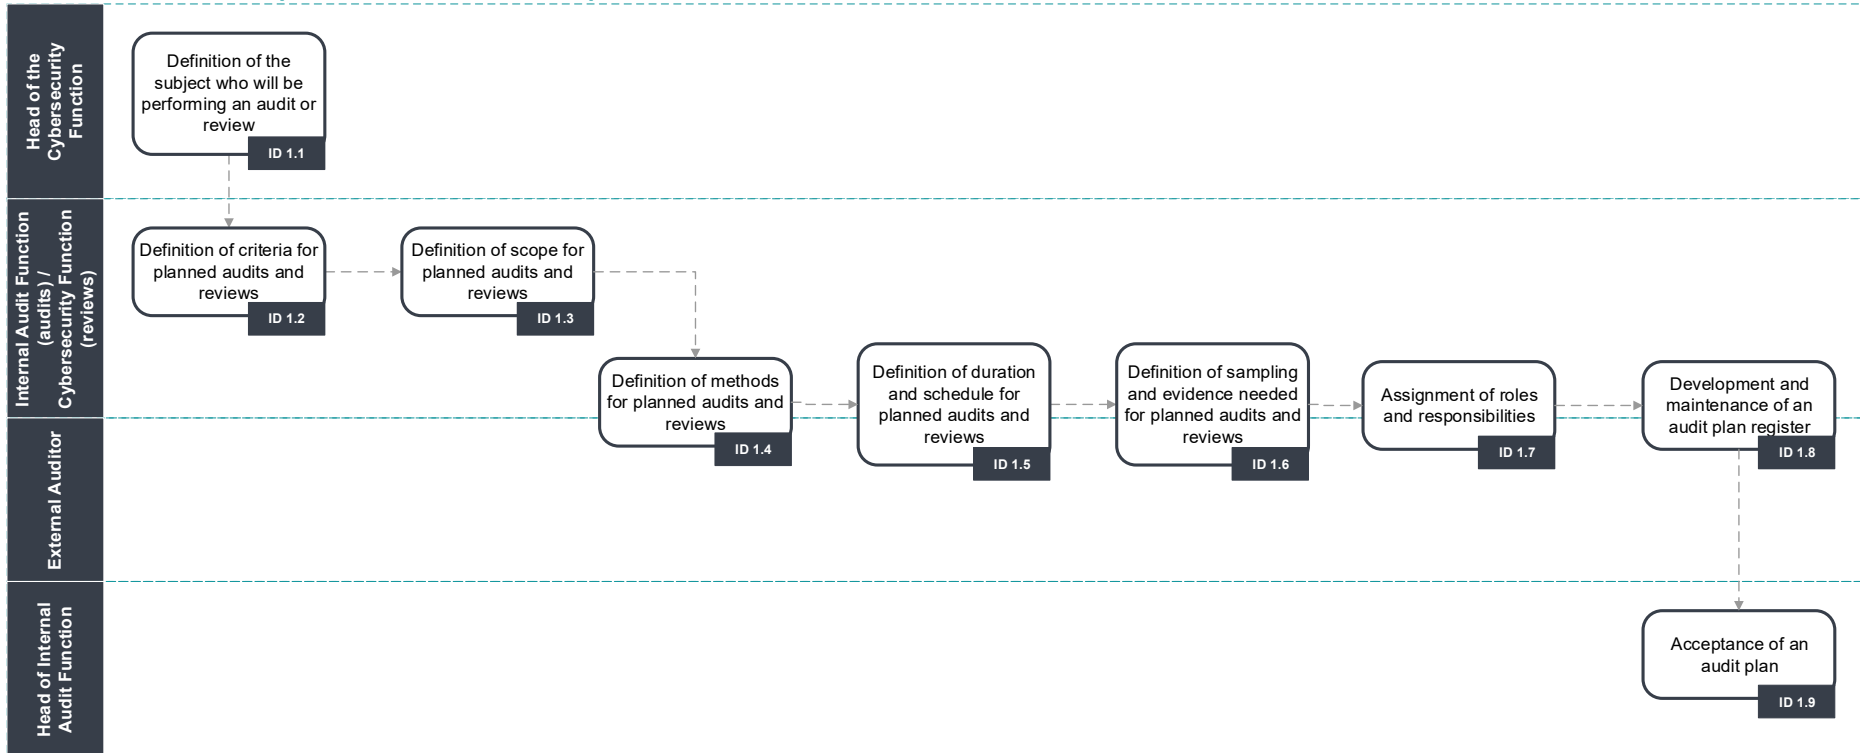 Head of the
Cybersecurity
Function
Definition of the
subject who will be
performing an audit or
review
ID 1.1
Internal Audit Function
(audits) /
Cybersecurity Function
(reviews)
Definition of criteria for
planned audits and
reviews
ID 1.2
Definition of scope for
planned audits and
reviews
ID 1.3
Definition of methods
for planned audits and
reviews
ID 1.4
Definition of duration
and schedule for
planned audits and
reviews
ID 1.5
Definition of sampling
and evidence needed
for planned audits and
reviews
ID 1.6
Assignment of roles
and responsibilities
ID 1.7
Development and
maintenance of an
audit plan register
ID 1.8
External Auditor
Head of Internal
Audit Function
Acceptance of an
audit plan
ID 1.9